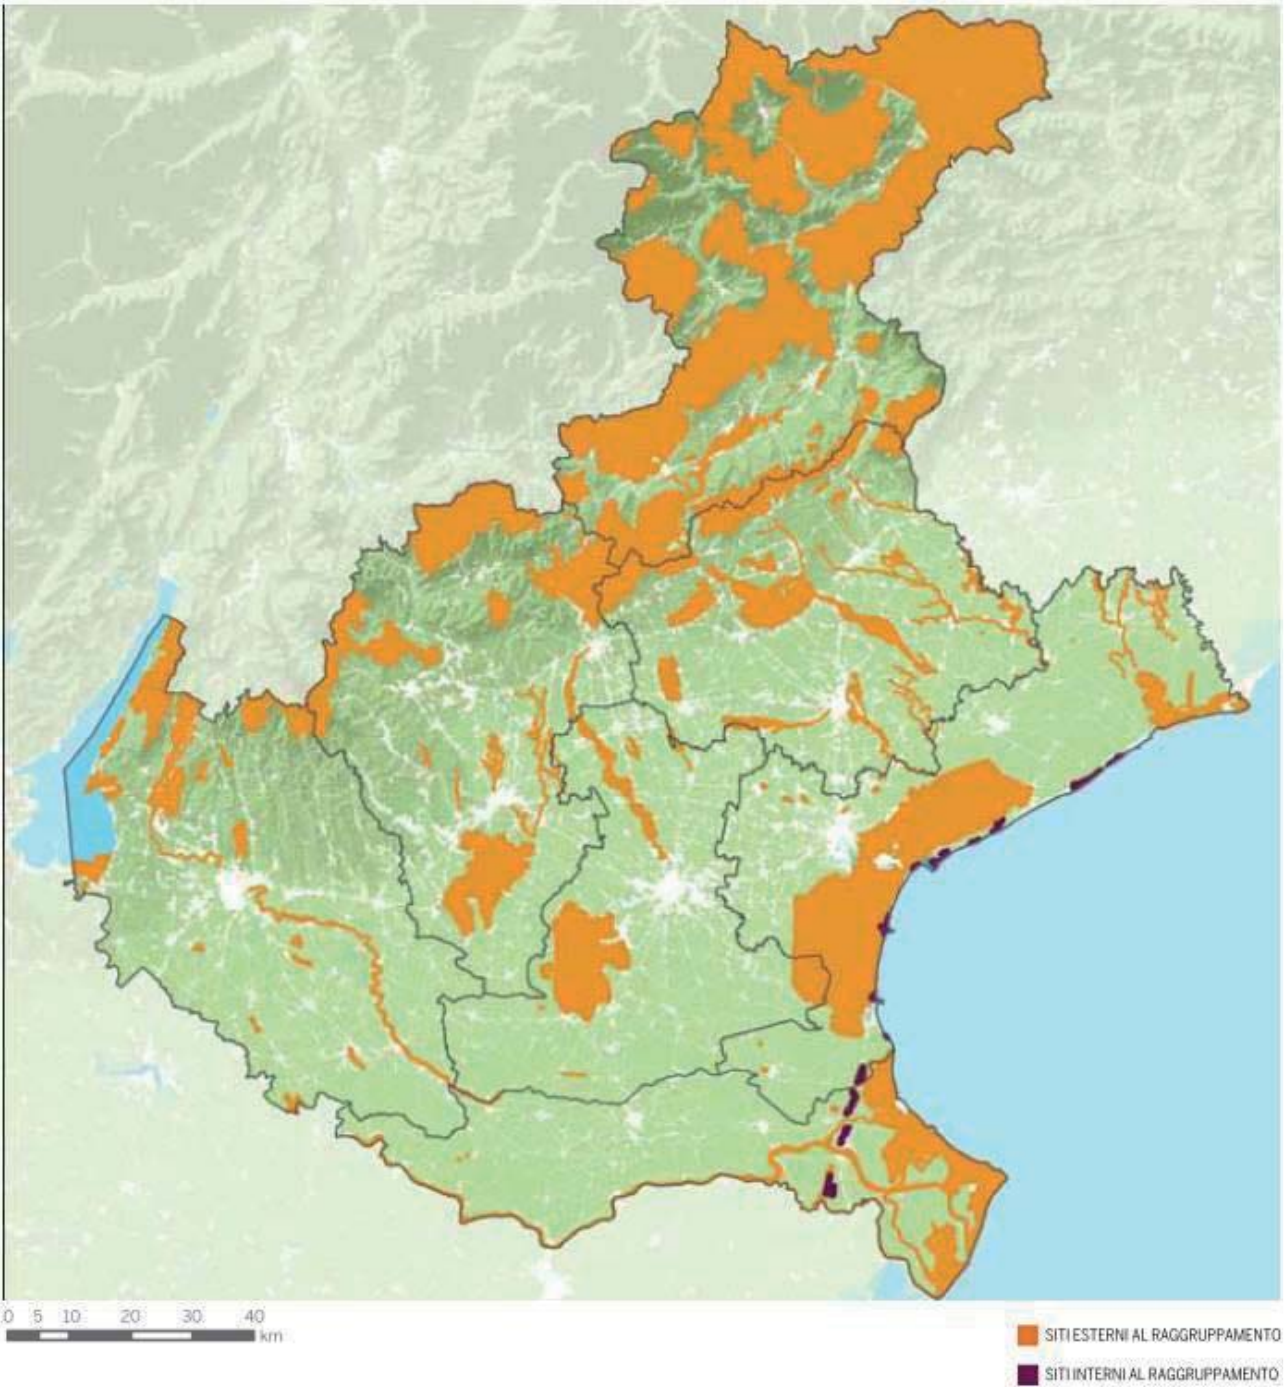 0 5 10 20 30 40
km
SITI ESTERNI AL RAGGRUPPAMENTO
SITI INTERNI AL RAGGRUPPAMENTO